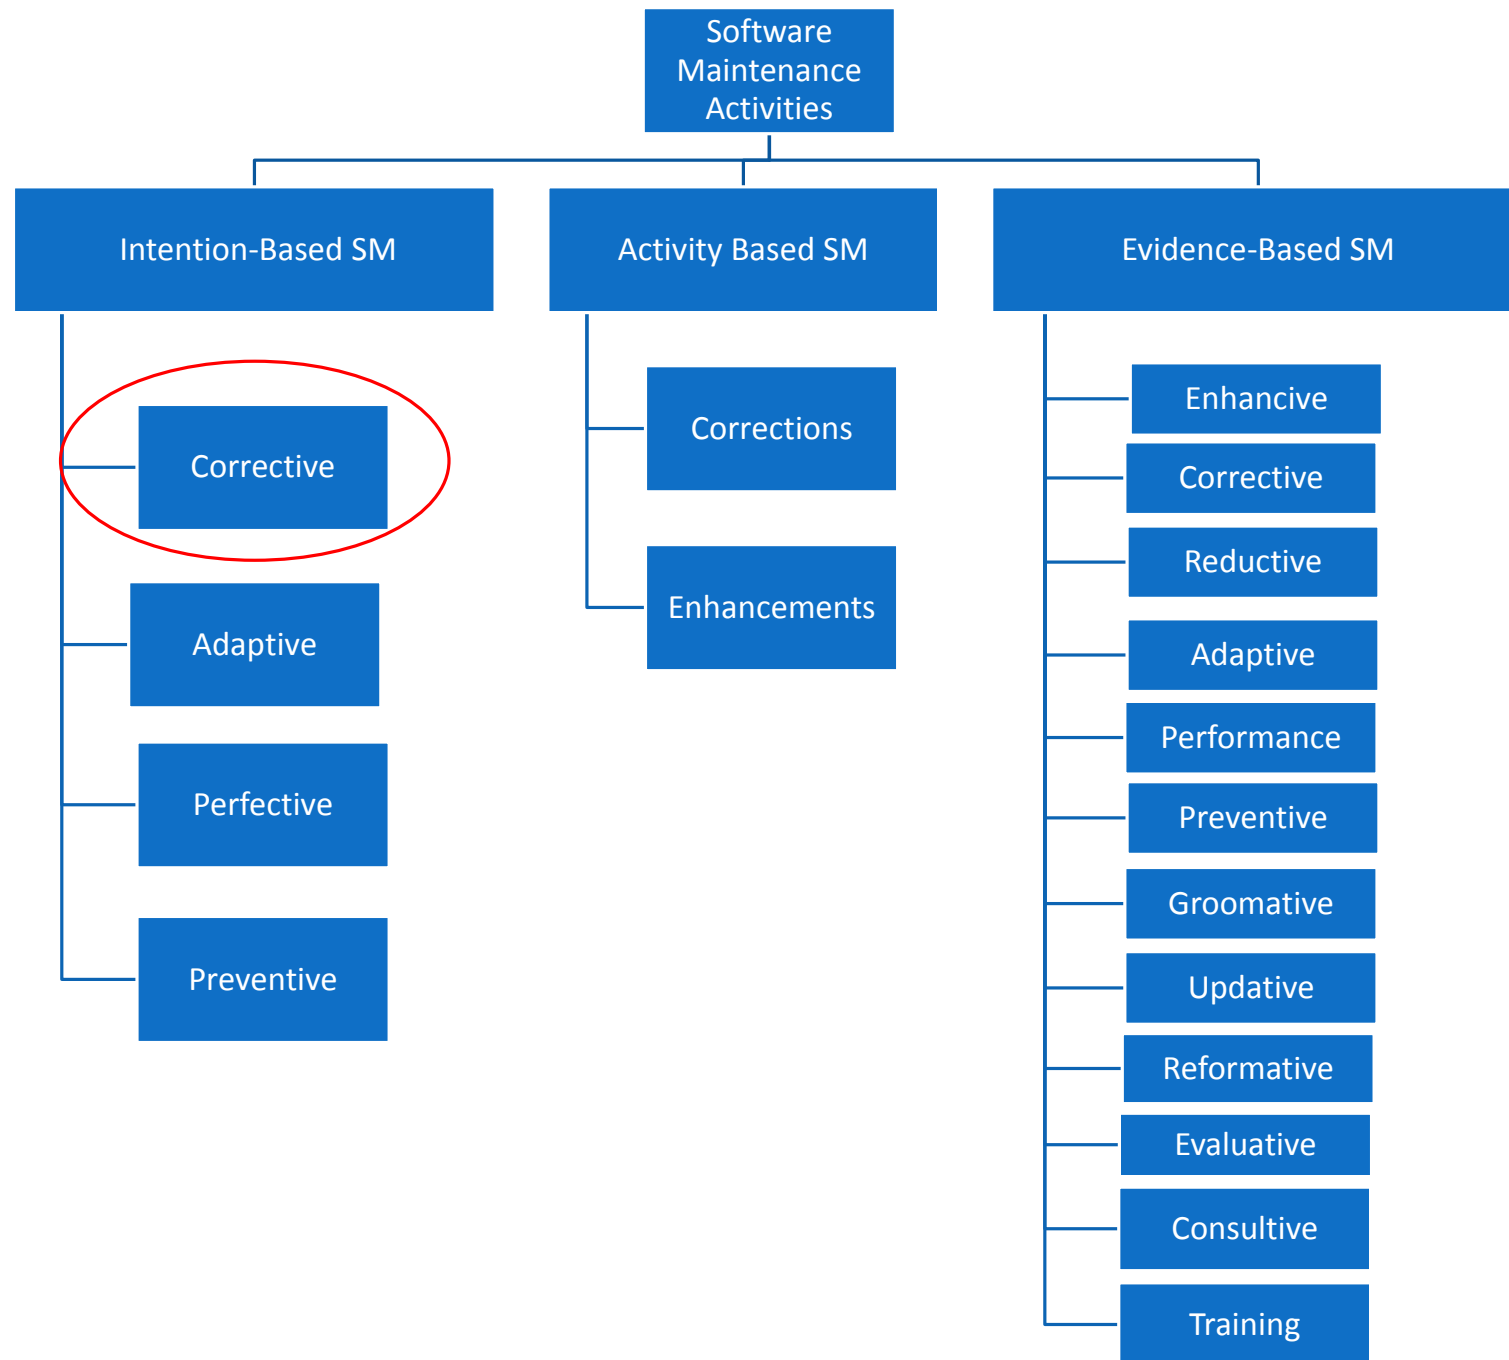 Software
Maintenance
Activities
Intention-Based SM
Corrective
Adaptive
Perfective
Preventive
Activity Based SM
Corrections
Enhancements
Evidence-Based SM
Enhancive
Corrective
Reductive
Adaptive
Performance
Preventive
Groomative
Updative
Reformative
Evaluative
Consultive
Training